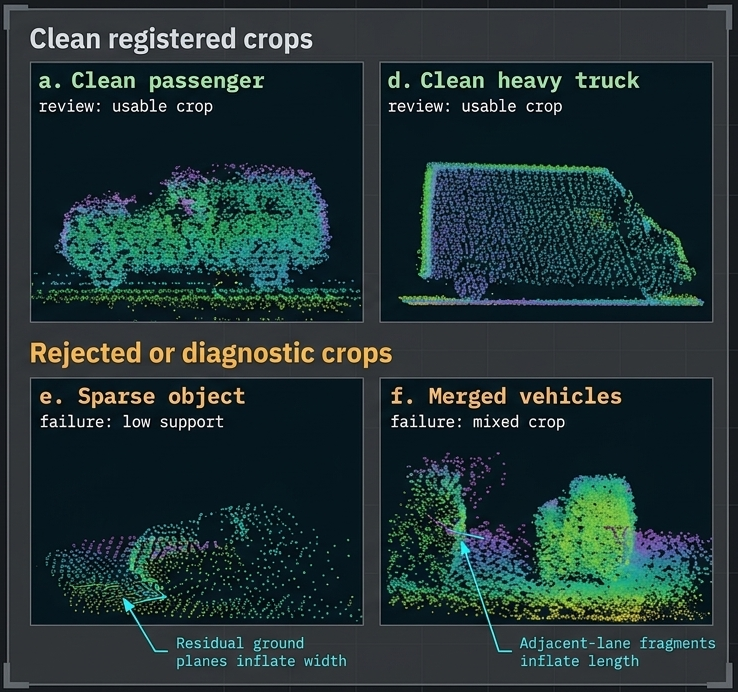 Clean registered crops
a. Clean passenger
review: usable crop
d. Clean heavy truck
review: usable crop
Rejected or diagnostic crops
e. Sparse object
failure: low support
f. Merged vehicles
failure: mixed crop
Residual ground
planes inflate width
Adjacent-lane fragments
inflate length